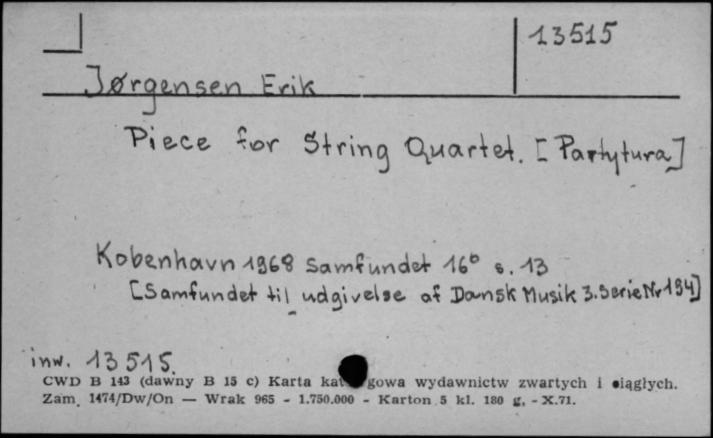 13515
Jørgensen Erik
Piece for String Quartet. [Partytura]
Kobenhavn 1968 Samfundet 16° s. 13
[Samfundet til udgivelse af Dansk Musik 3. Serie Nr 194]
inw. 13515.
CWD B 143 (dawny B 15 c) Karta kat gowa wydawnictw zwartych i ciągłych.
Zam. 1474/Dw/On — Wrak 965 - 1.750.000 - Karton 5 kl. 180 g. - X.71.